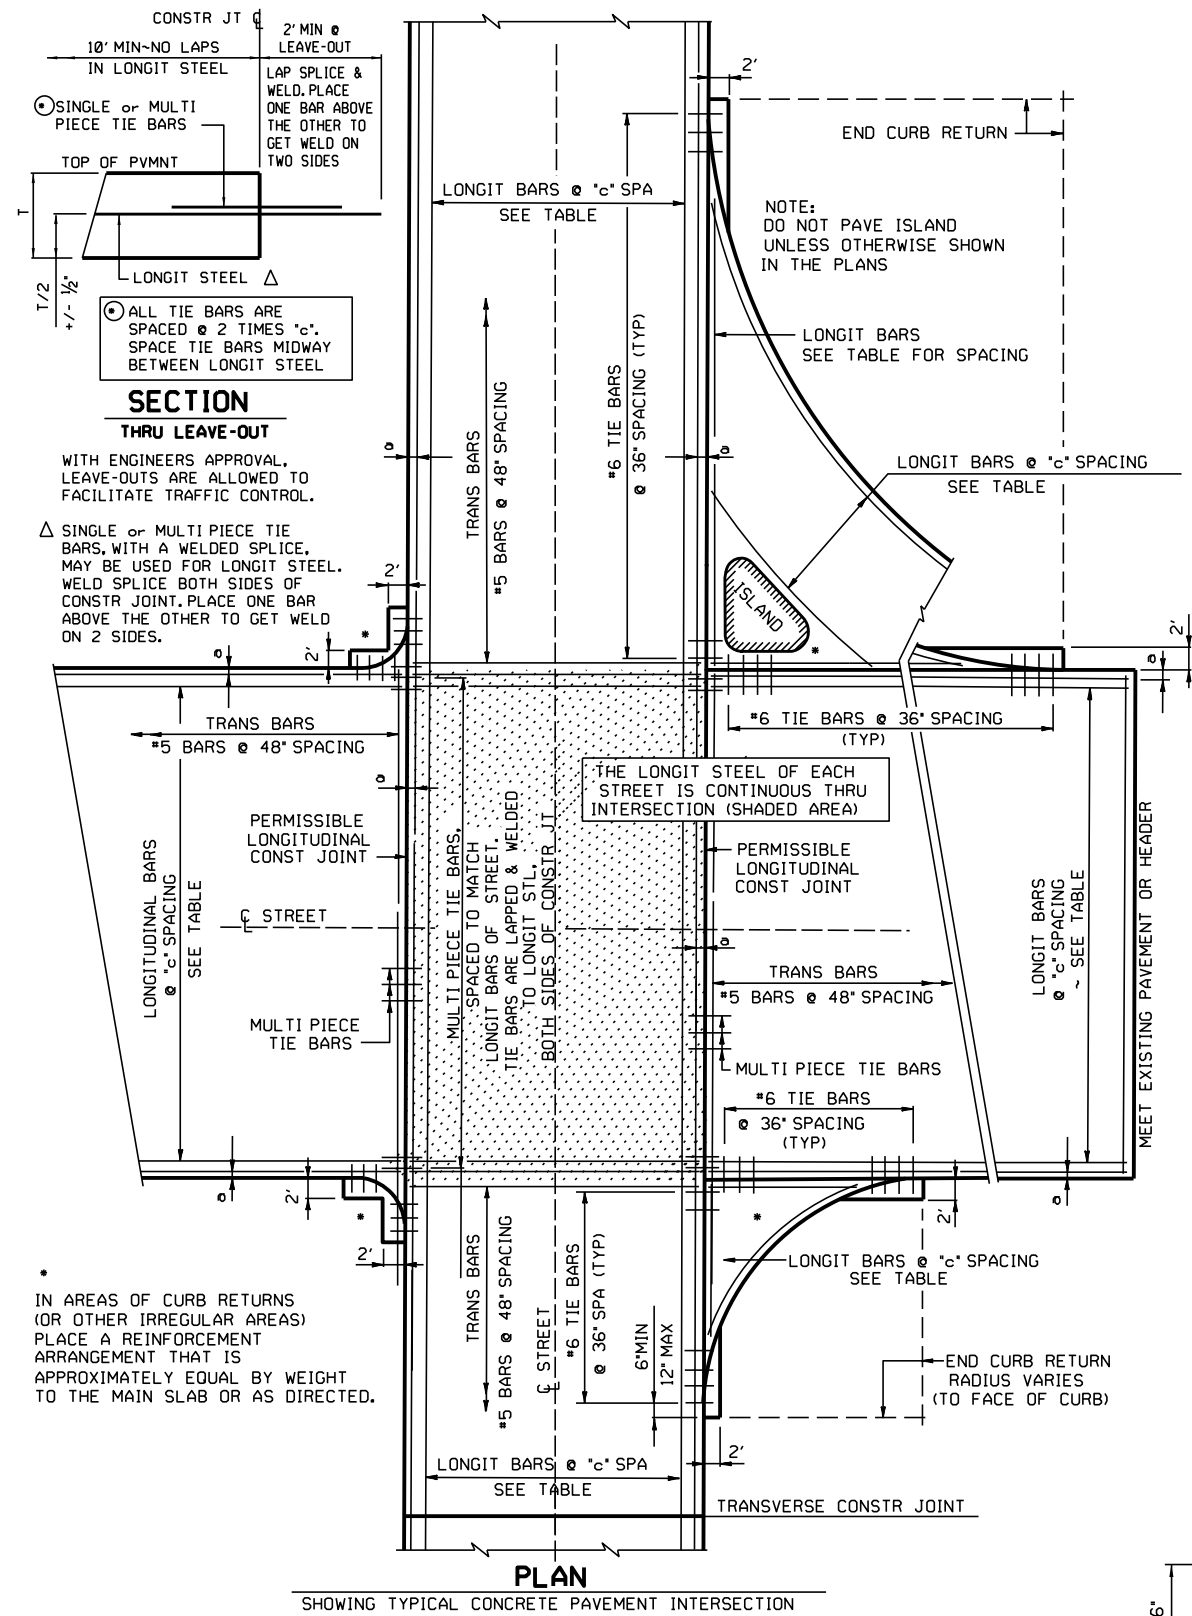 CONSTR JT ℄
2' MIN @
LEAVE-OUT
10' MIN~NO LAPS
IN LONGIT STEEL
LAP SPLICE &
WELD. PLACE
ONE BAR ABOVE
THE OTHER TO
GET WELD ON
TWO SIDES
* SINGLE or MULTI
PIECE TIE BARS
TOP OF PVMNT
T
T/2
+/- 1/2"
LONGIT STEEL △
* ALL TIE BARS ARE
SPACED @ 2 TIMES "c".
SPACE TIE BARS MIDWAY
BETWEEN LONGIT STEEL
SECTION
THRU LEAVE-OUT
WITH ENGINEERS APPROVAL,
LEAVE-OUTS ARE ALLOWED TO
FACILITATE TRAFFIC CONTROL.
△ SINGLE or MULTI PIECE TIE
BARS, WITH A WELDED SPLICE,
MAY BE USED FOR LONGIT STEEL.
WELD SPLICE BOTH SIDES OF
CONSTR JOINT. PLACE ONE BAR
ABOVE THE OTHER TO GET WELD
ON 2 SIDES.
2'
END CURB RETURN
LONGIT BARS @ "c" SPA
SEE TABLE
NOTE:
DO NOT PAVE ISLAND
UNLESS OTHERWISE SHOWN
IN THE PLANS
LONGIT BARS
SEE TABLE FOR SPACING
#6 TIE BARS
@ 36" SPACING (TYP)
TRANS BARS
#5 BARS @ 48" SPACING
a
a
LONGIT BARS @ "c" SPACING
SEE TABLE
ISLAND
*
2'
*
2'
a
2'
a
TRANS BARS
#5 BARS @ 48" SPACING
#6 TIE BARS @ 36" SPACING
(TYP)
a
THE LONGIT STEEL OF EACH
STREET IS CONTINUOUS THRU
INTERSECTION (SHADED AREA)
PERMISSIBLE
LONGITUDINAL
CONST JOINT
PERMISSIBLE
LONGITUDINAL
CONST JOINT
LONGITUDINAL BARS
@ "c" SPACING
SEE TABLE
℄ STREET
MULTI PIECE TIE BARS,
SPACED TO MATCH
LONGIT BARS OF STREET.
TIE BARS ARE LAPPED & WELDED
TO LONGIT STL,
BOTH SIDES OF CONSTR JT
a
LONGIT BARS
@ "c" SPACING
~ SEE TABLE
MEET EXISTING PAVEMENT OR HEADER
TRANS BARS
#5 BARS @ 48" SPACING
MULTI PIECE
TIE BARS
MULTI PIECE TIE BARS
#6 TIE BARS
@ 36" SPACING
(TYP)
a
2'
*
2'
2'
a
*
TRANS BARS
#5 BARS @ 48" SPACING
℄ STREET
#6 TIE BARS
@ 36" SPA (TYP)
6"MIN
12" MAX
LONGIT BARS @ "c" SPACING
SEE TABLE
*
IN AREAS OF CURB RETURNS
(OR OTHER IRREGULAR AREAS)
PLACE A REINFORCEMENT
ARRANGEMENT THAT IS
APPROXIMATELY EQUAL BY WEIGHT
TO THE MAIN SLAB OR AS DIRECTED.
END CURB RETURN
RADIUS VARIES
(TO FACE OF CURB)
2'
LONGIT BARS @ "c" SPA
SEE TABLE
TRANSVERSE CONSTR JOINT
PLAN
SHOWING TYPICAL CONCRETE PAVEMENT INTERSECTION
6"